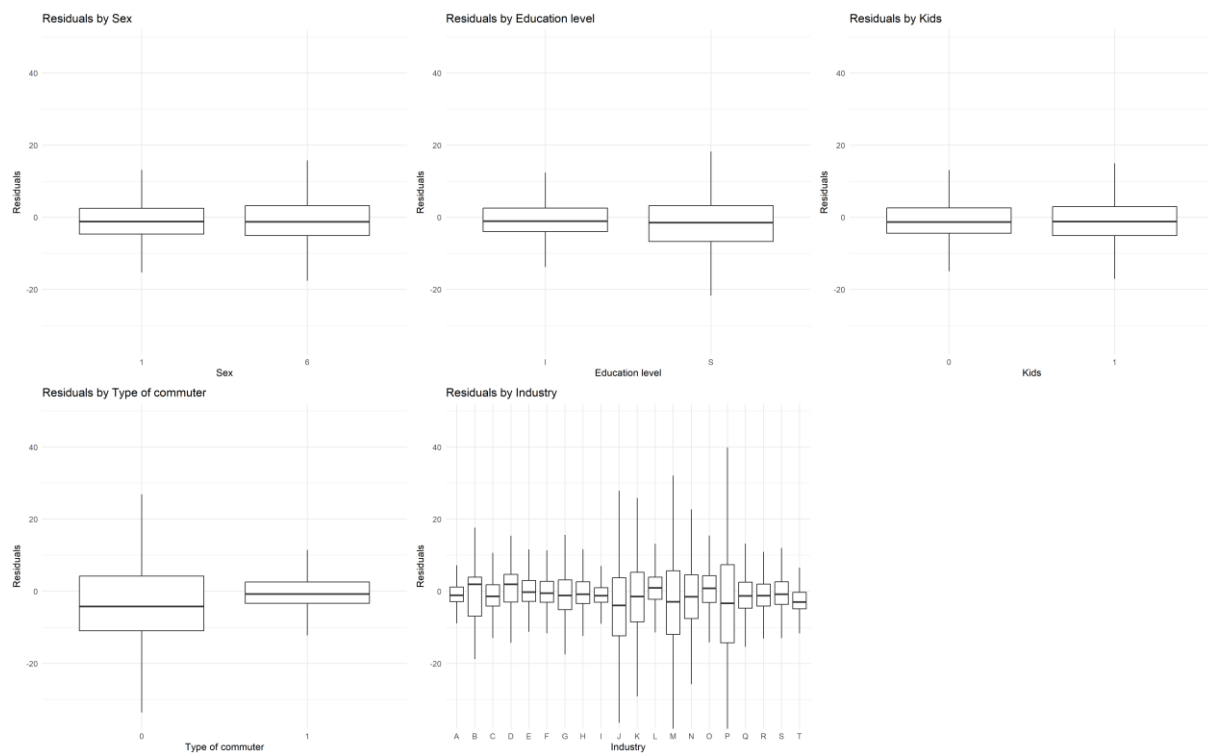 Residuals by Sex
Residuals
40
20
0
-20
1 6
Sex
Residuals by Education level
Residuals
40
20
0
-20
I S
Education level
Residuals by Kids
Residuals
40
20
0
-20
0 1
Kids
Residuals by Type of commuter
Residuals
40
20
0
-20
0 1
Type of commuter
Residuals by Industry
Residuals
40
20
0
-20
A B C D E F G H I J K L M N O P Q R S T
Industry